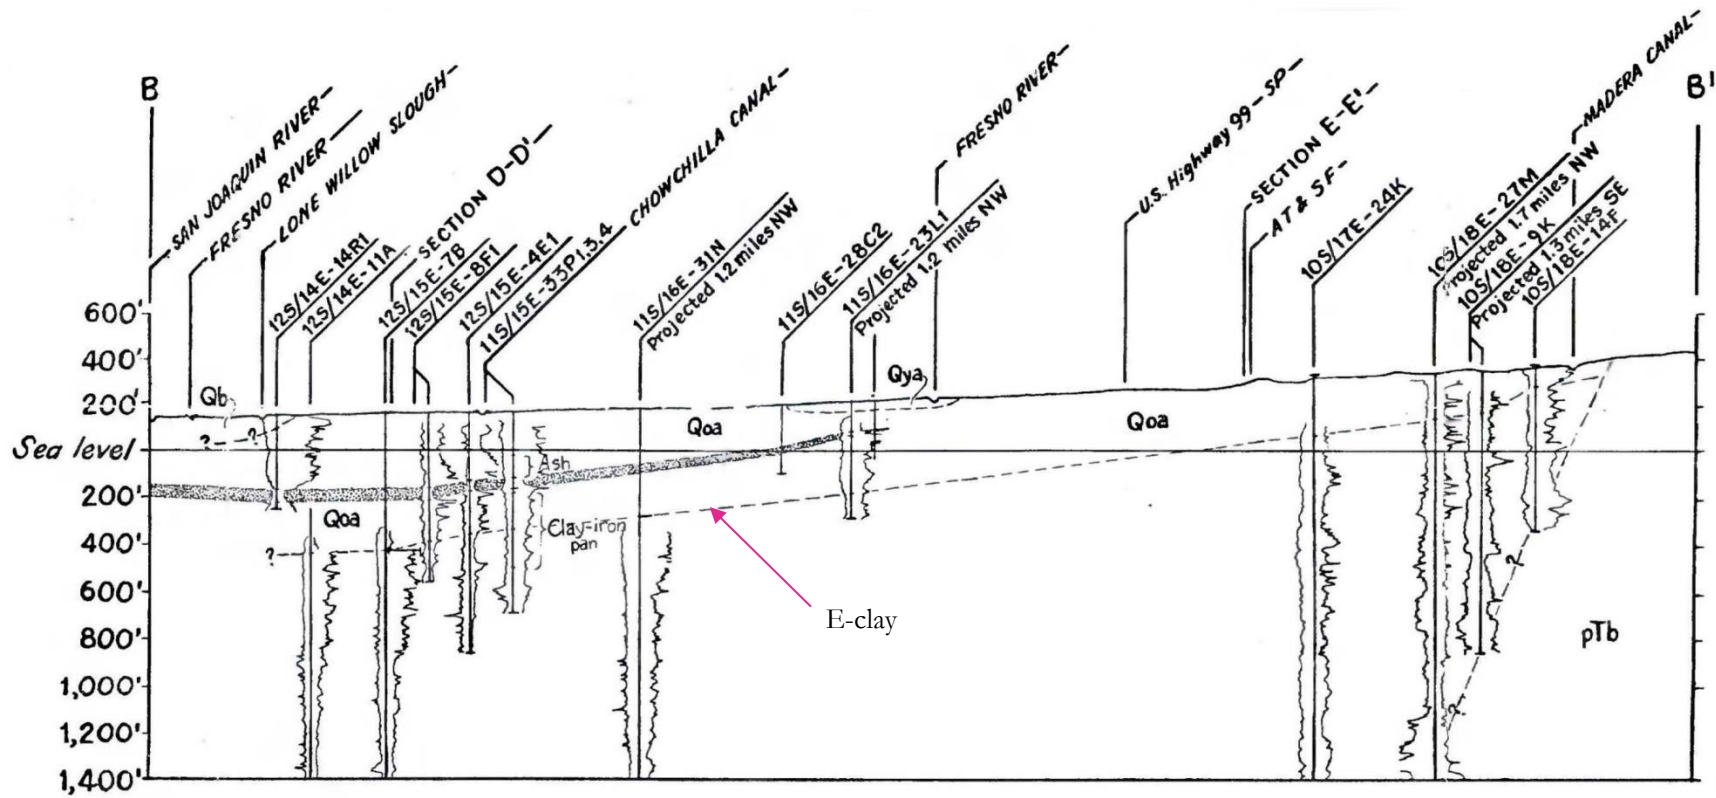 B
B'
SAN JOAQUIN RIVER
FRESNO RIVER
LONE WILLOW SLOUGH
12S/14E-14R1
12S/14E-11A
SECTION D-D'
12S/15E-7B
12S/15E-8F1
12S/15E-4E1
11S/15E-33P1,3,4
CHOWCHILLA CANAL
11S/16E-31N
Projected 1.2 miles NW
11S/16E-28C2
11S/16E-23L1
Projected 1.2 miles NW
FRESNO RIVER
U.S. Highway 99-SP
SECTION E-E'
AT & SF
10S/17E-24K
10S/18E-27M
Projected 1.7 miles NW
10S/18E-9K
Projected 1.3 miles SE
10S/18E-14F
MADERA CANAL
600'
400'
200'
Sea level
200'
400'
600'
800'
1,000'
1,200'
1,400'
Qb
?
?
Qoa
Qya
Qoa
Ash
Qoa
?
Clay-iron
pan
E-clay
?
?
pTb